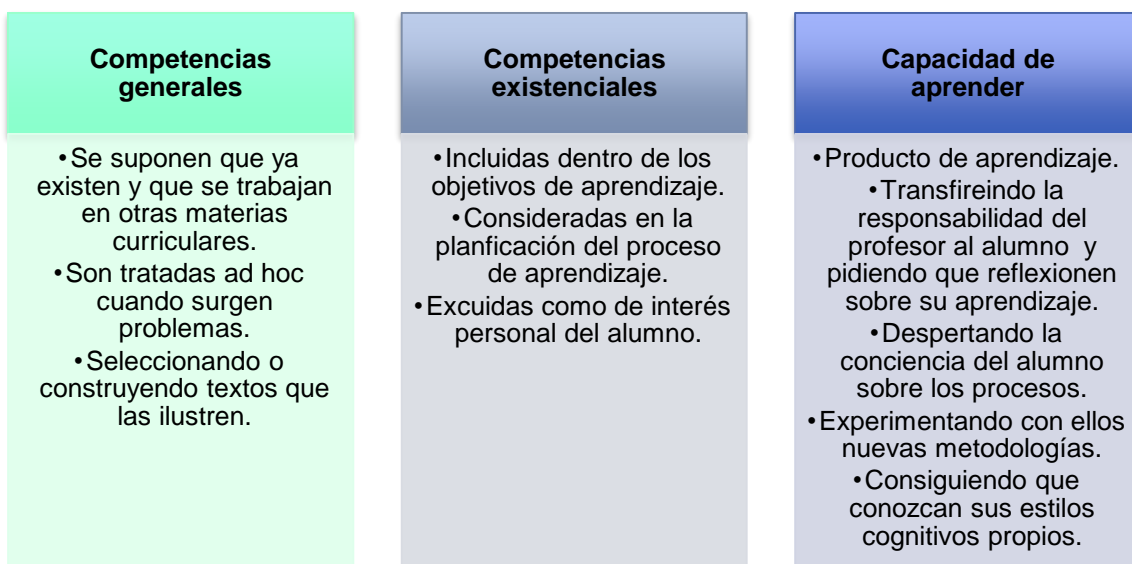 Competencias
generales
•Se suponen que ya
existen y que se trabajan
en otras materias
curriculares.
•Son tratadas ad hoc
cuando surgen
problemas.
•Seleccionando o
construyendo textos que
las ilustren.
Competencias
existenciales
•Incluidas dentro de los
objetivos de aprendizaje.
•Consideradas en la
planficación del proceso
de aprendizaje.
•Excuidas como de interés
personal del alumno.
Capacidad de
aprender
•Producto de aprendizaje.
•Transfireindo la
responsabilidad del
profesor al alumno y
pidiendo que reflexionen
sobre su aprendizaje.
•Despertando la
conciencia del alumno
sobre los procesos.
•Experimentando con ellos
nuevas metodologías.
•Consiguiendo que
conozcan sus estilos
cognitivos propios.